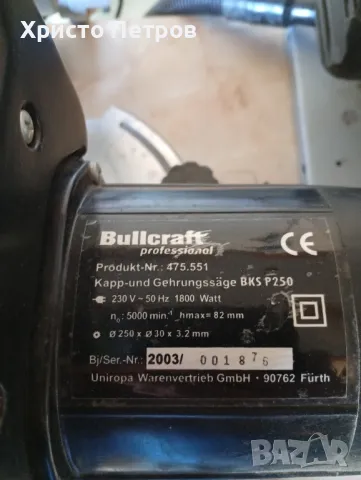 Христо Петров
Bullcraft
professional
CE
Produkt-Nr.: 475.551
Kapp-und Gehrungssäge BKS P250
230 V ~ 50 Hz 1800 Watt
n₀: 5000 min⁻¹ hmax= 82 mm
Ø 250 x Ø 30 x 3.2 mm
Bj/Ser.-Nr.: 2003/ 001876
Uniropa Warenvertrieb GmbH · 90762 Fürth
BAZAR